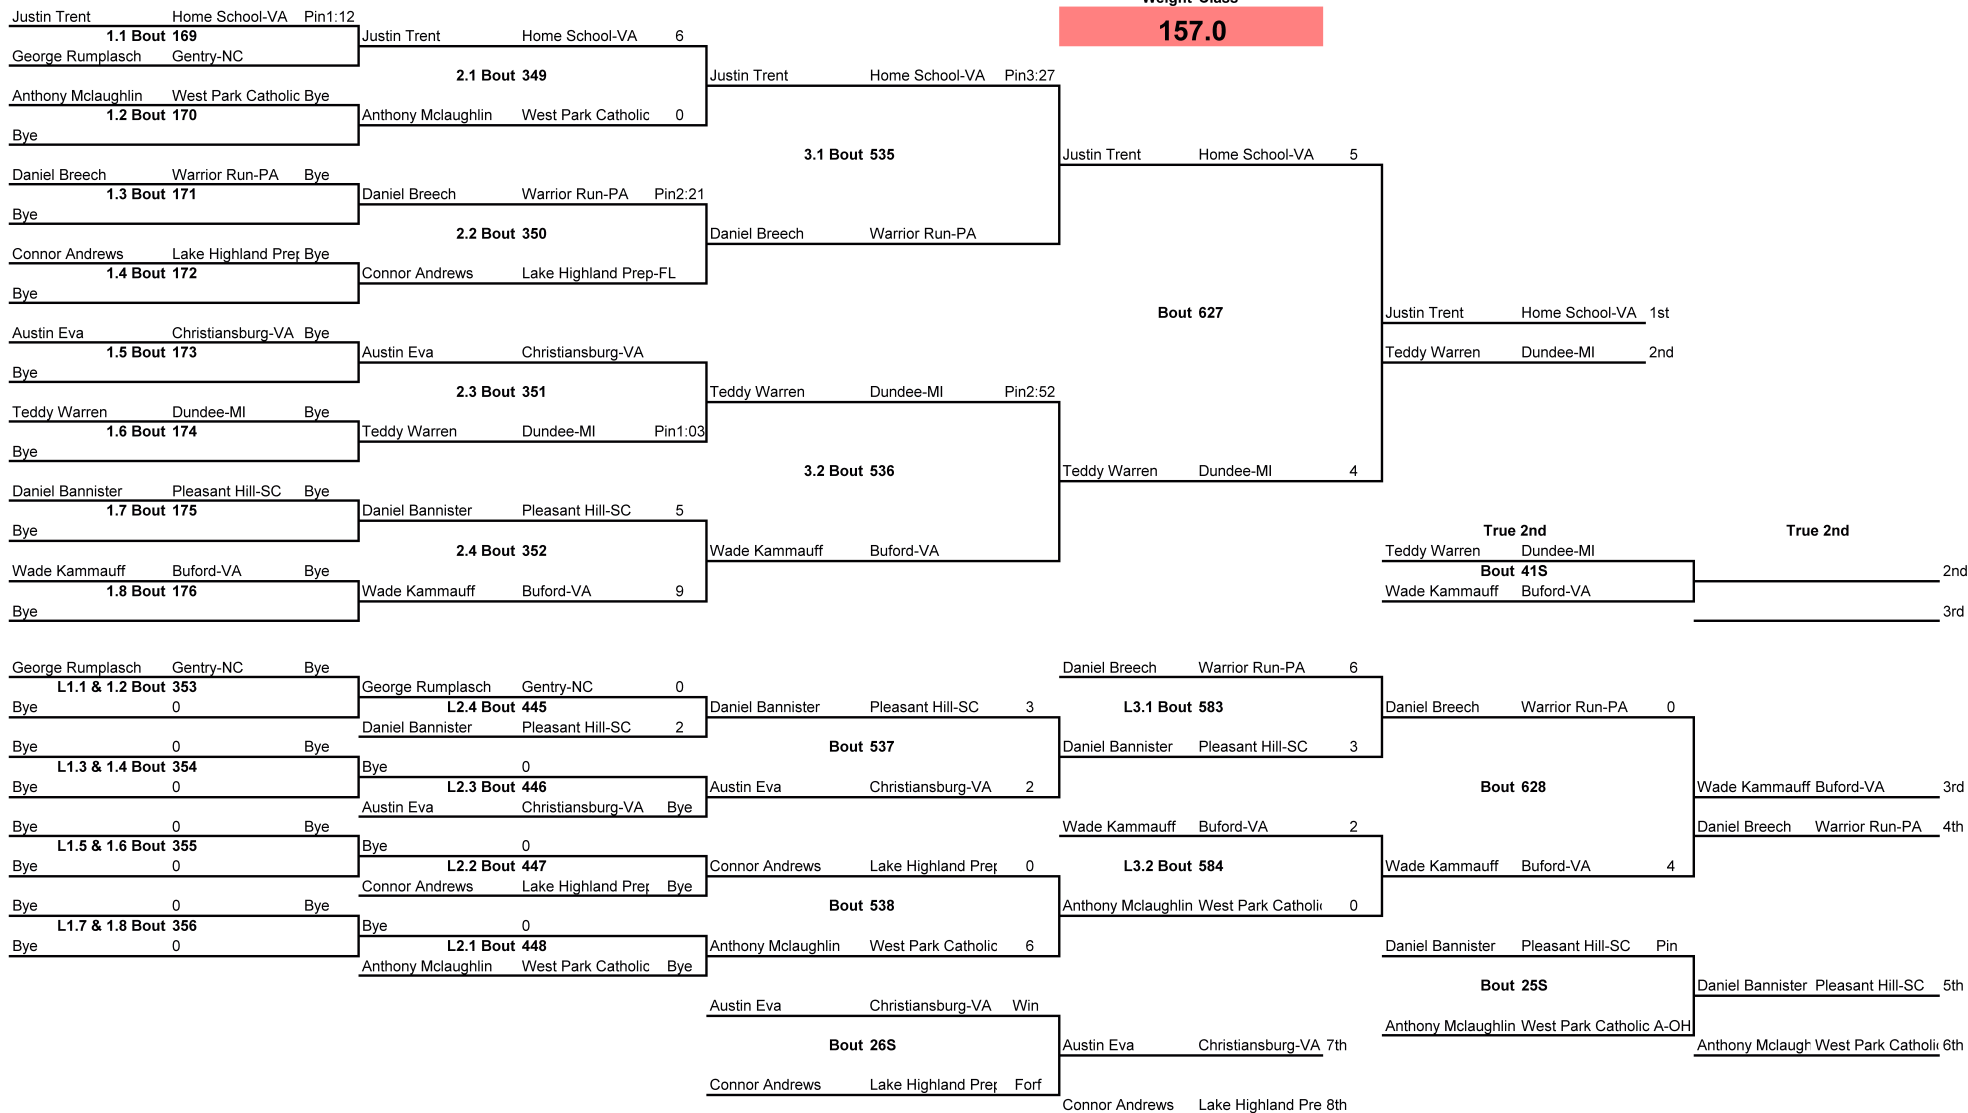 Weight Class
157.0
Justin Trent Home School-VA Pin1:12
1.1 Bout 169
George Rumplasch Gentry-NC
Anthony Mclaughlin West Park Catholic Bye
1.2 Bout 170
Bye
Daniel Breech Warrior Run-PA Bye
1.3 Bout 171
Bye
Connor Andrews Lake Highland Prep Bye
1.4 Bout 172
Bye
Austin Eva Christiansburg-VA Bye
1.5 Bout 173
Bye
Teddy Warren Dundee-MI Bye
1.6 Bout 174
Bye
Daniel Bannister Pleasant Hill-SC Bye
1.7 Bout 175
Bye
Wade Kammauff Buford-VA Bye
1.8 Bout 176
Bye
Justin Trent Home School-VA 6
2.1 Bout 349
Anthony Mclaughlin West Park Catholic 0
Daniel Breech Warrior Run-PA Pin2:21
2.2 Bout 350
Connor Andrews Lake Highland Prep-FL
Austin Eva Christiansburg-VA
2.3 Bout 351
Teddy Warren Dundee-MI Pin1:03
Daniel Bannister Pleasant Hill-SC 5
2.4 Bout 352
Wade Kammauff Buford-VA 9
Justin Trent Home School-VA Pin3:27
3.1 Bout 535
Daniel Breech Warrior Run-PA
Teddy Warren Dundee-MI Pin2:52
3.2 Bout 536
Wade Kammauff Buford-VA
Justin Trent Home School-VA 5
Bout 627
Teddy Warren Dundee-MI 4
Justin Trent Home School-VA 1st
Teddy Warren Dundee-MI 2nd
True 2nd True 2nd
Teddy Warren Dundee-MI
Bout 41S
Wade Kammauff Buford-VA
2nd
3rd
George Rumplasch Gentry-NC Bye
L1.1 & 1.2 Bout 353
Bye 0
Bye 0 Bye
L1.3 & 1.4 Bout 354
Bye 0
Bye 0 Bye
L1.5 & 1.6 Bout 355
Bye 0
Bye 0 Bye
L1.7 & 1.8 Bout 356
Bye 0
George Rumplasch Gentry-NC 0
L2.4 Bout 445
Daniel Bannister Pleasant Hill-SC 2
Bye 0
L2.3 Bout 446
Austin Eva Christiansburg-VA Bye
Bye 0
L2.2 Bout 447
Connor Andrews Lake Highland Prep Bye
Bye 0
L2.1 Bout 448
Anthony Mclaughlin West Park Catholic Bye
Daniel Bannister Pleasant Hill-SC 3
Bout 537
Austin Eva Christiansburg-VA 2
Connor Andrews Lake Highland Prep 0
Bout 538
Anthony Mclaughlin West Park Catholic 6
Austin Eva Christiansburg-VA Win
Bout 26S
Connor Andrews Lake Highland Prep Forf
Daniel Breech Warrior Run-PA 6
L3.1 Bout 583
Daniel Bannister Pleasant Hill-SC 3
Wade Kammauff Buford-VA 2
L3.2 Bout 584
Anthony Mclaughlin West Park Catholic 0
Austin Eva Christiansburg-VA 7th
Connor Andrews Lake Highland Pre 8th
Daniel Breech Warrior Run-PA 0
Bout 628
Wade Kammauff Buford-VA 4
Daniel Bannister Pleasant Hill-SC Pin
Bout 25S
Anthony Mclaughlin West Park Catholic A-OH
Wade Kammauff Buford-VA 3rd
Daniel Breech Warrior Run-PA 4th
Daniel Bannister Pleasant Hill-SC 5th
Anthony Mclaugh West Park Catholic 6th